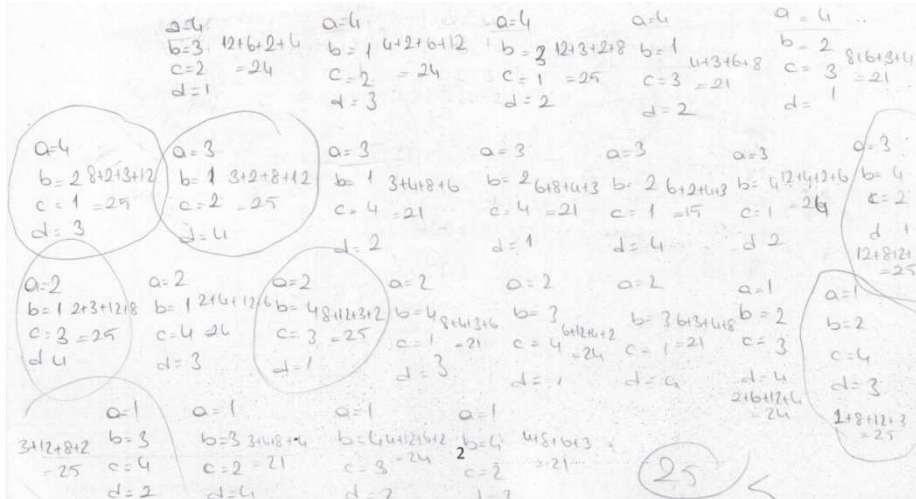 a=4
b=3 12+6+2+4
c=2 =24
d=1
a=4
b=1 4+2+6+12
c=2 =24
d=3
a=4
b=3 12+3+2+8
c=1 =25
d=2
a=4
b=1
c=3 4+3+6+8
=21
d=2
a=4
b=2
c=3 8+6+3+4
=21
d=1
a=4
b=2 8+2+3+12
c=1 =25
d=3
a=3
b=1 3+2+8+12
c=2 =25
d=4
a=3
b=1 3+4+8+6
c=4 =21
d=2
a=3
b=2 6+8+4+3
c=4 =21
d=1
a=3
b=2 6+2+4+3
c=1 =15
d=4
a=3
b=4 12+4+2+6
c=1 =24
d 2
a=3
b=4
c=2
d 1
12+8+2+
=25
a=2
b=1 2+3+12+8
c=3 =25
d 4
a=2
b=1 2+4+12+6
c=4
d=3
a=2
b=4 8+12+3+2
c=3 =25
d=1
a=2
b=4 8+4+3+6
c=1 =21
d=3
a=2
b=3 6+12+4+2
c=4 =24
d=1
a=2
b=3 6+3+4+8
c=1 =21
d=4
a=1
b=2
c=3
d=4
2+6+12+4
=24
a=1
b=2
c=4
d=3
2+8+12+3
=25
a=1
3+12+8+2 b=3
=25 c=4
d=2
a=1
b=3 3+4+8+
c=2 =21
d=4
a=1
b=4 4+12+6+2
c=3 =24
a=1
b=4 4+8+6+3
c=2 =21
2
25